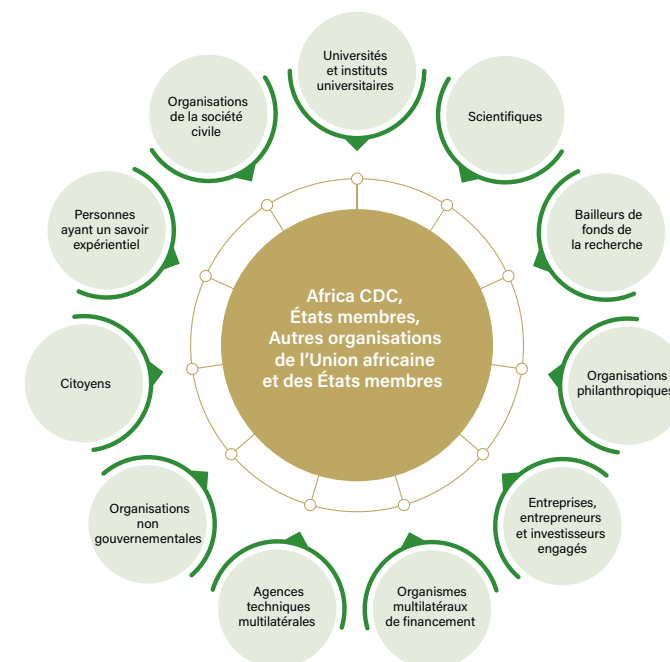 Universités
et instituts
universitaires
Scientifiques
Bailleurs de
fonds de
la recherche
Organisations
philanthropiques
Entreprises,
entrepreneurs
et investisseurs
engagés
Organismes
multilatéraux
de financement
Agences
techniques
multilatérales
Organisations
non
gouvernementales
Citoyens
Personnes
ayant un savoir
expérientiel
Organisations
de la société
civile
Africa CDC,
États membres,
Autres organisations
de l’Union africaine
et des États membres